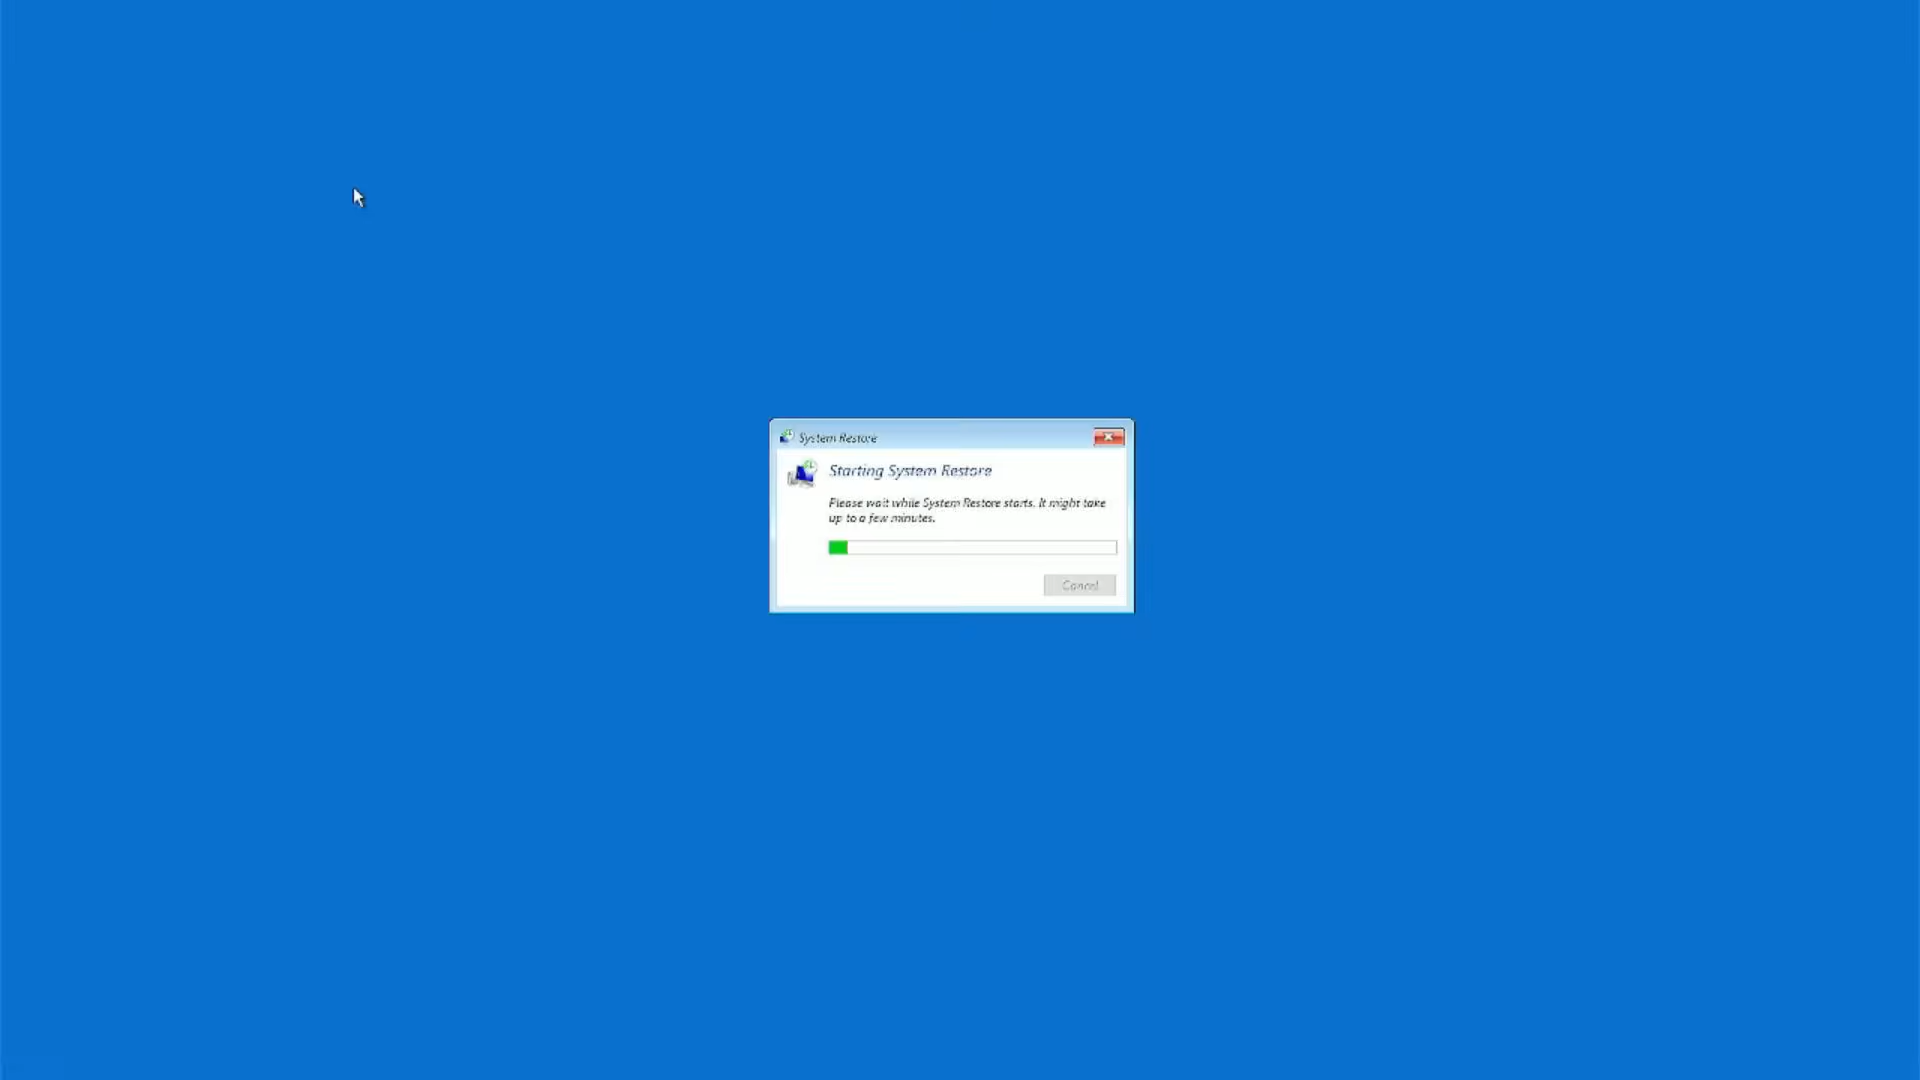 System Restore
Starting System Restore
Please wait while System Restore starts. It might take
up to a few minutes.
Cancel